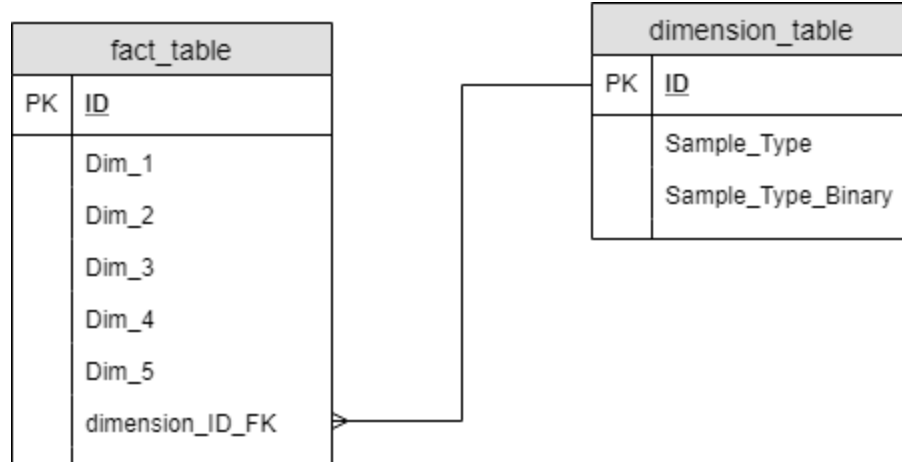 fact_table
PK ID
Dim_1
Dim_2
Dim_3
Dim_4
Dim_5
dimension_ID_FK
dimension_table
PK ID
Sample_Type
Sample_Type_Binary